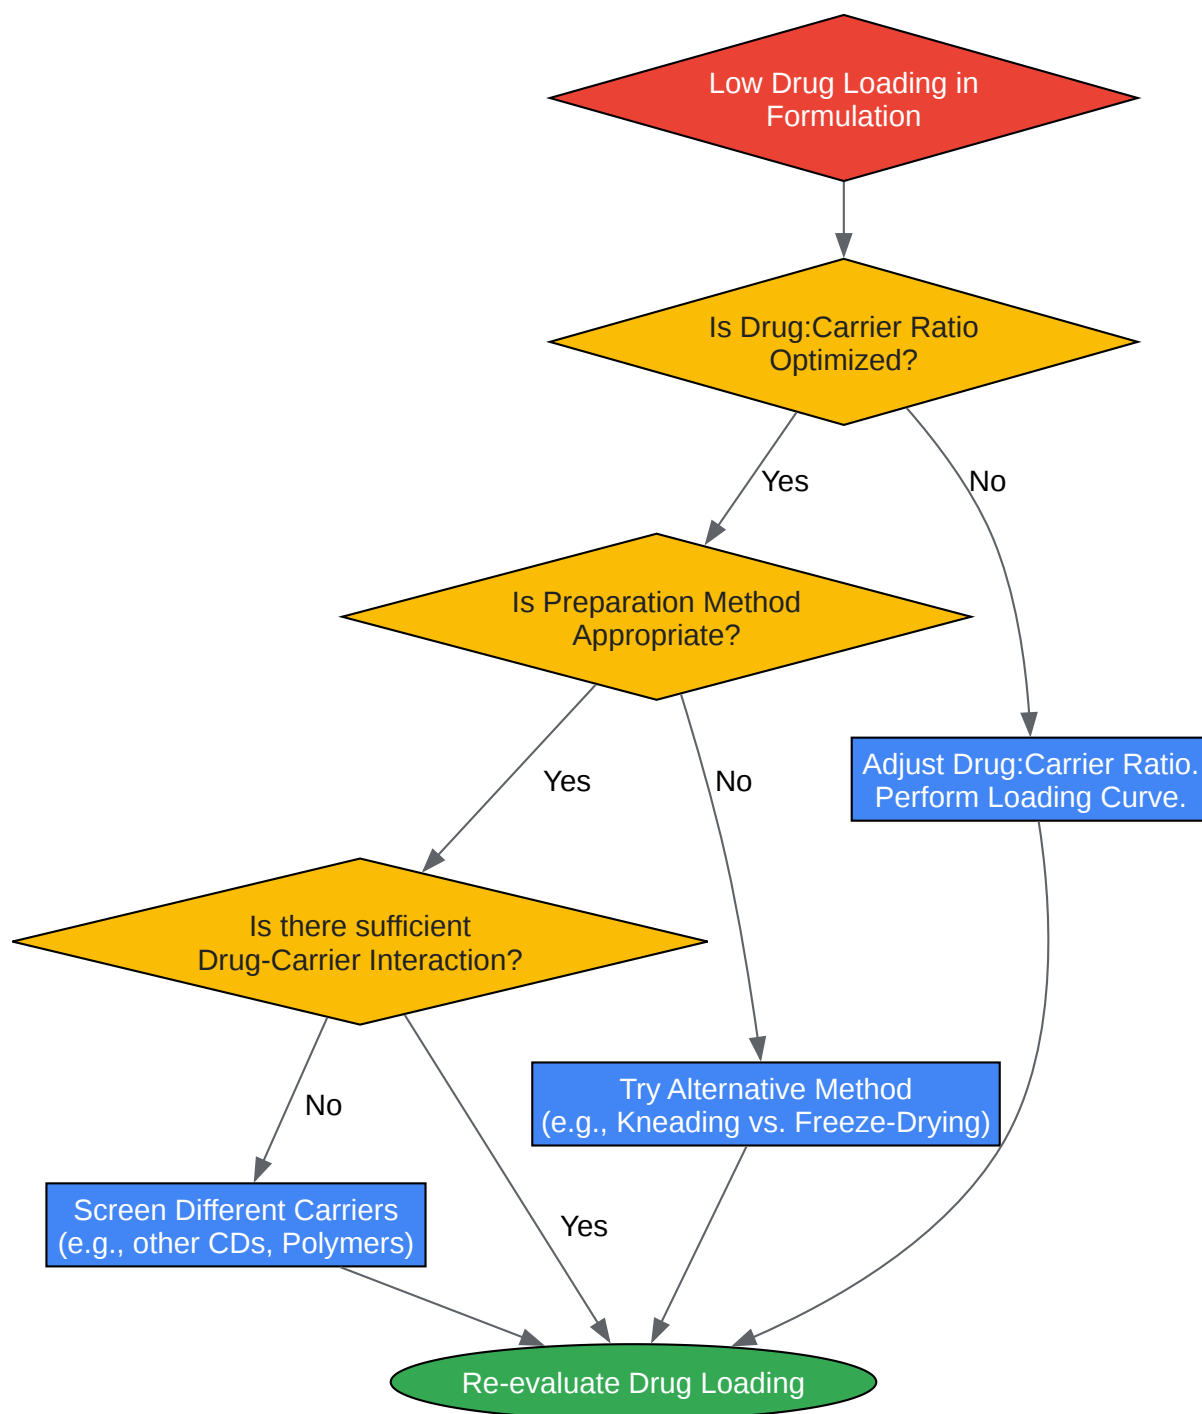 Low Drug Loading in
Formulation
Is Drug:Carrier Ratio
Optimized?
Yes
No
Is Preparation Method
Appropriate?
Adjust Drug:Carrier Ratio.
Perform Loading Curve.
Yes
No
Is there sufficient
Drug-Carrier Interaction?
Try Alternative Method
(e.g., Kneading vs. Freeze-Drying)
No
Screen Different Carriers
(e.g., other CDs, Polymers)
Yes
Re-evaluate Drug Loading